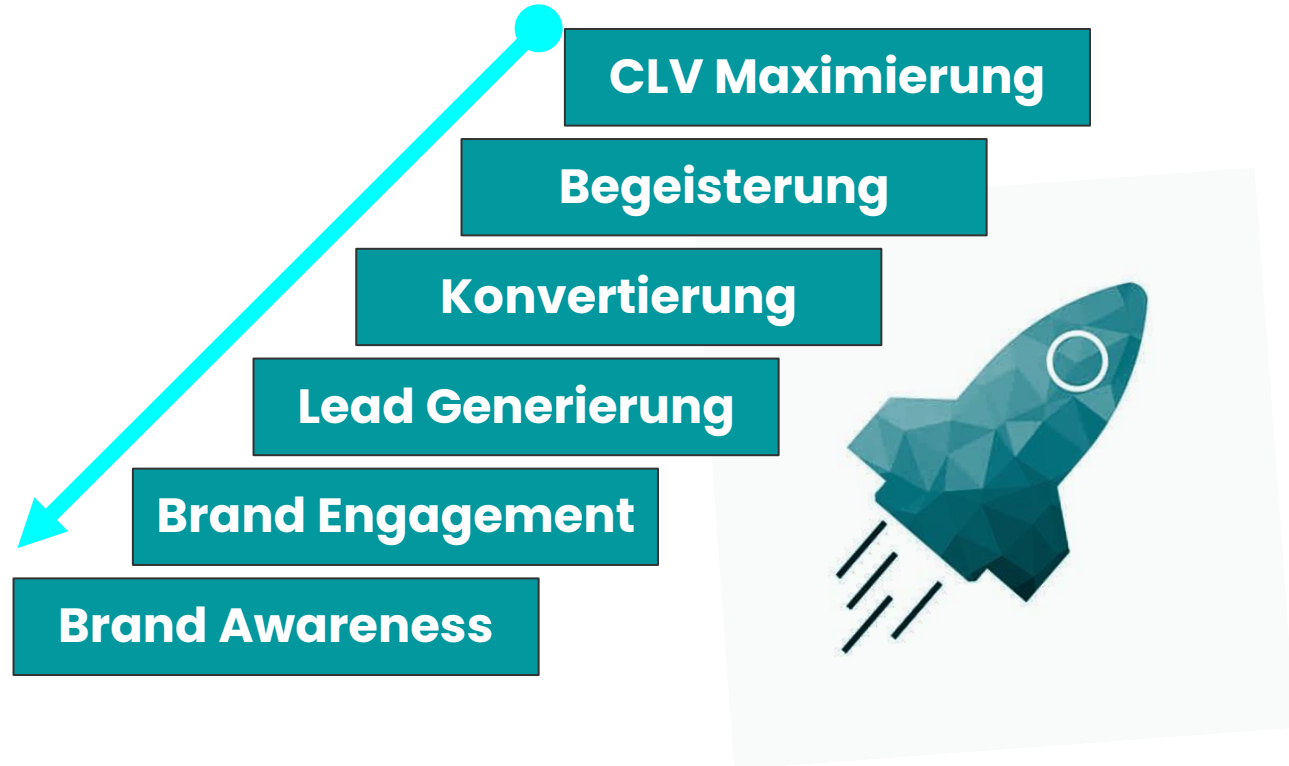 CLV Maximierung
Begeisterung
Konvertierung
Lead Generierung
Brand Engagement
Brand Awareness